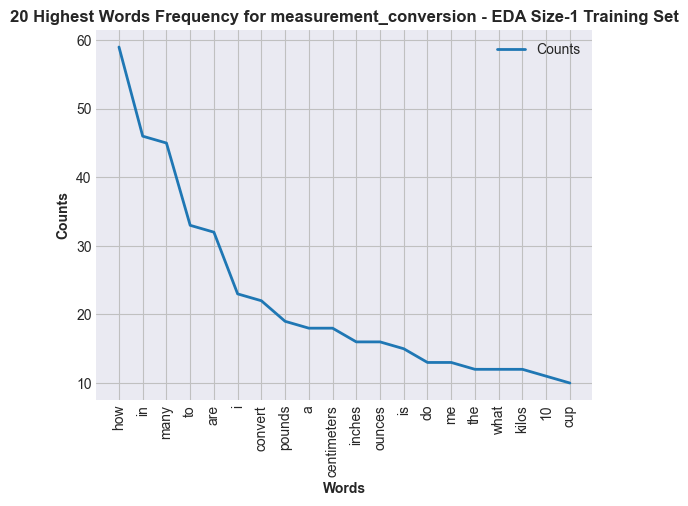 20 Highest Words Frequency for measurement_conversion - EDA Size-1 Training Set
Counts
Counts
60
50
40
30
20
10
how
in
many
to
are
i
convert
pounds
a
centimeters
inches
ounces
is
do
me
the
what
kilos
10
cup
Words